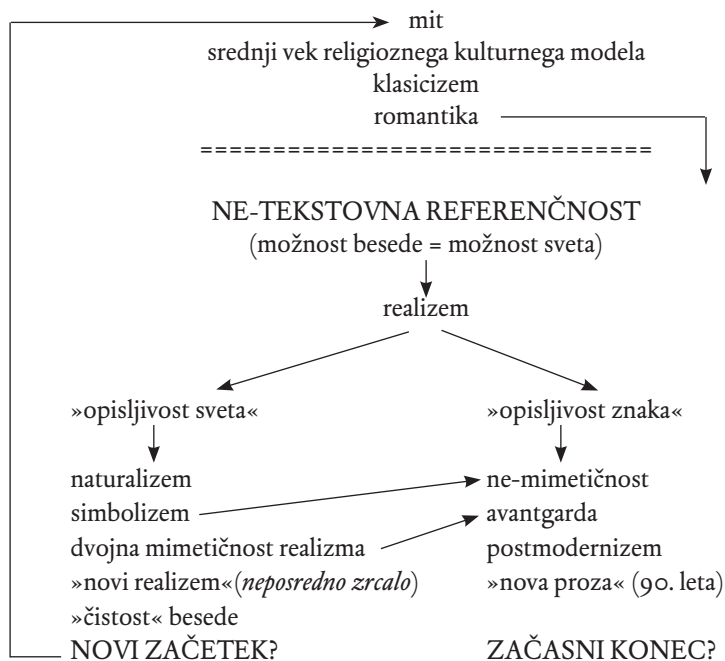 mit
srednji vek religioznega kulturnega modela
klasicizem
romantika
===============================
NE-TEKSTOVNA REFERENČNOST
(možnost besede = možnost sveta)
realizem
»opisljivost sveta«
»opisljivost znaka«
naturalizem
simbolizem
dvojna mimetičnost realizma
»novi realizem«(neposredno zrcalo)
»čistost« besede
NOVI ZAČETEK?
ne-mimetičnost
avantgarda
postmodernizem
»nova proza« (90. leta)
ZAČASNI KONEC?